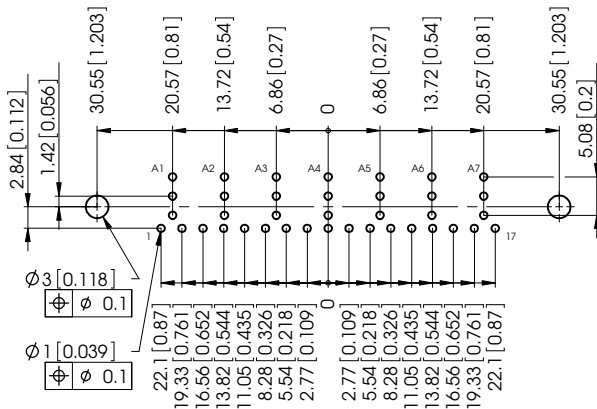 30.55 [1.203]
20.57 [0.81]
13.72 [0.54]
6.86 [0.27]
0
6.86 [0.27]
13.72 [0.54]
20.57 [0.81]
30.55 [1.203]
2.84 [0.112]
1.42 [0.056]
5.08 [0.2]
A1
A2
A3
A4
A5
A6
A7
1
17
Ø3 [0.118]
⌖ Ø 0.1
Ø1 [0.039]
⌖ Ø 0.1
22.1 [0.87]
19.33 [0.761]
16.56 [0.652]
13.82 [0.544]
11.05 [0.435]
8.28 [0.326]
5.54 [0.218]
2.77 [0.109]
0
2.77 [0.109]
5.54 [0.218]
8.28 [0.326]
11.05 [0.435]
13.82 [0.544]
16.56 [0.652]
19.33 [0.761]
22.1 [0.87]